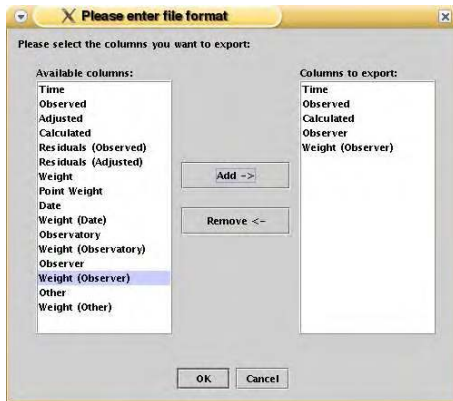 Please enter file format
Please select the columns you want to export:
Available columns:
Time
Observed
Adjusted
Calculated
Residuals (Observed)
Residuals (Adjusted)
Weight
Point Weight
Date
Weight (Date)
Observatory
Weight (Observatory)
Observer
Weight (Observer)
Other
Weight (Other)
Add ->
Remove <-
Columns to export:
Time
Observed
Calculated
Observer
Weight (Observer)
OK
Cancel